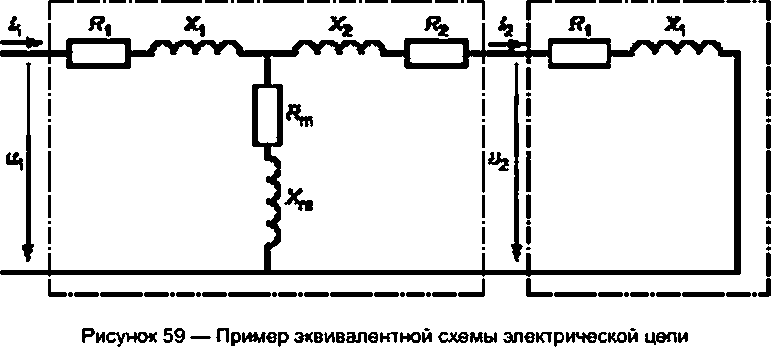 i₁ R₁ X₁ X₂ R₂ i₂ R₁ X₁
Rm
u₁ u₂
Xm
Рисунок 59 — Пример эквивалентной схемы электрической цепи